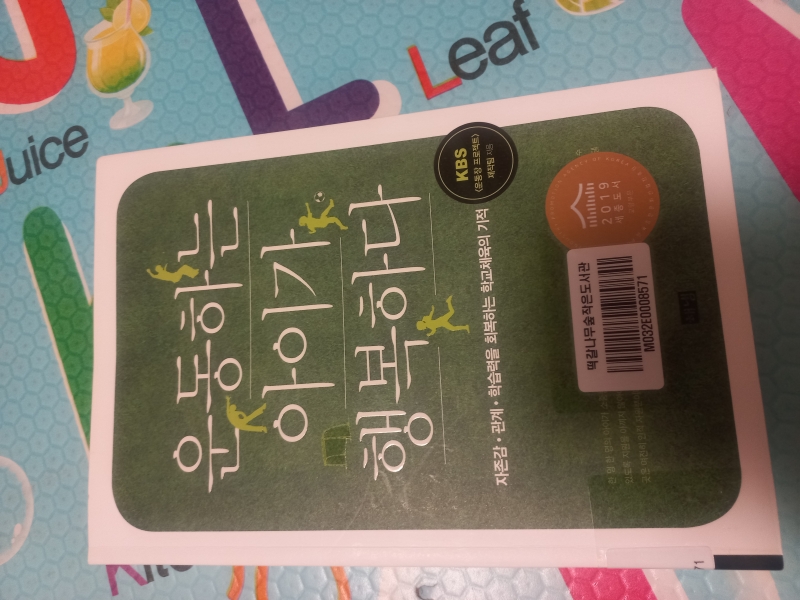 운동하는
아이가
행복하다
KBS
〈운동장 프로젝트〉
제작팀 지음
자존감·관계·학습력을 회복하는 학교체육의 기적
2019
세종도서
떡갈나무숲작은도서관
M032E0008571
71
Juice
Leaf